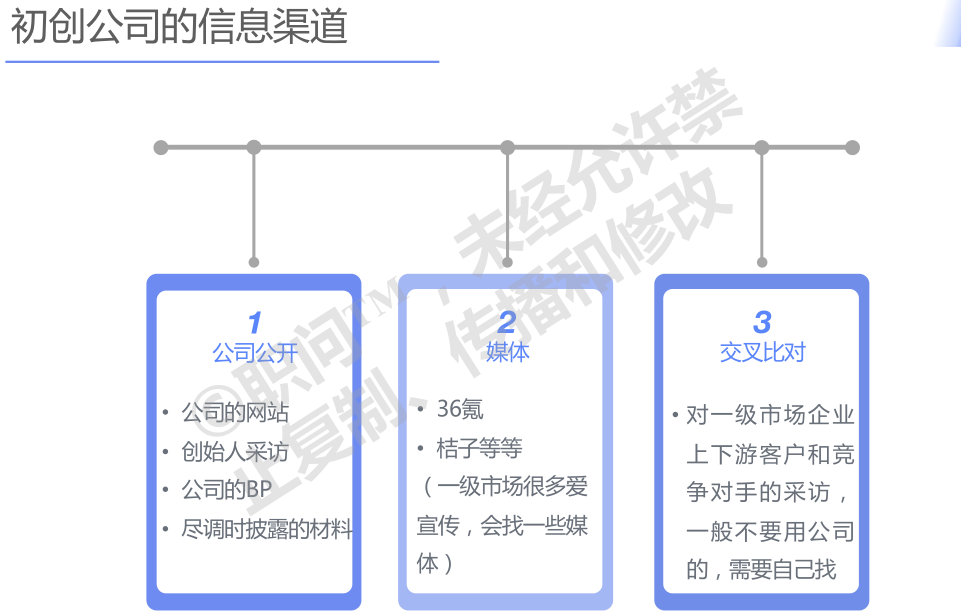 初创公司的信息渠道
1
公司公开
• 公司的网站
• 创始人采访
• 公司的BP
• 尽调时披露的材料
2
媒体
• 36氪
• 桔子等等
（一级市场很多爱
宣传，会找一些媒
体）
3
交叉比对
• 对一级市场企业
上下游客户和竞
争对手的采访，
一般不要用公司
的，需要自己找
©职问™，未经允许禁
止复制、传播和修改